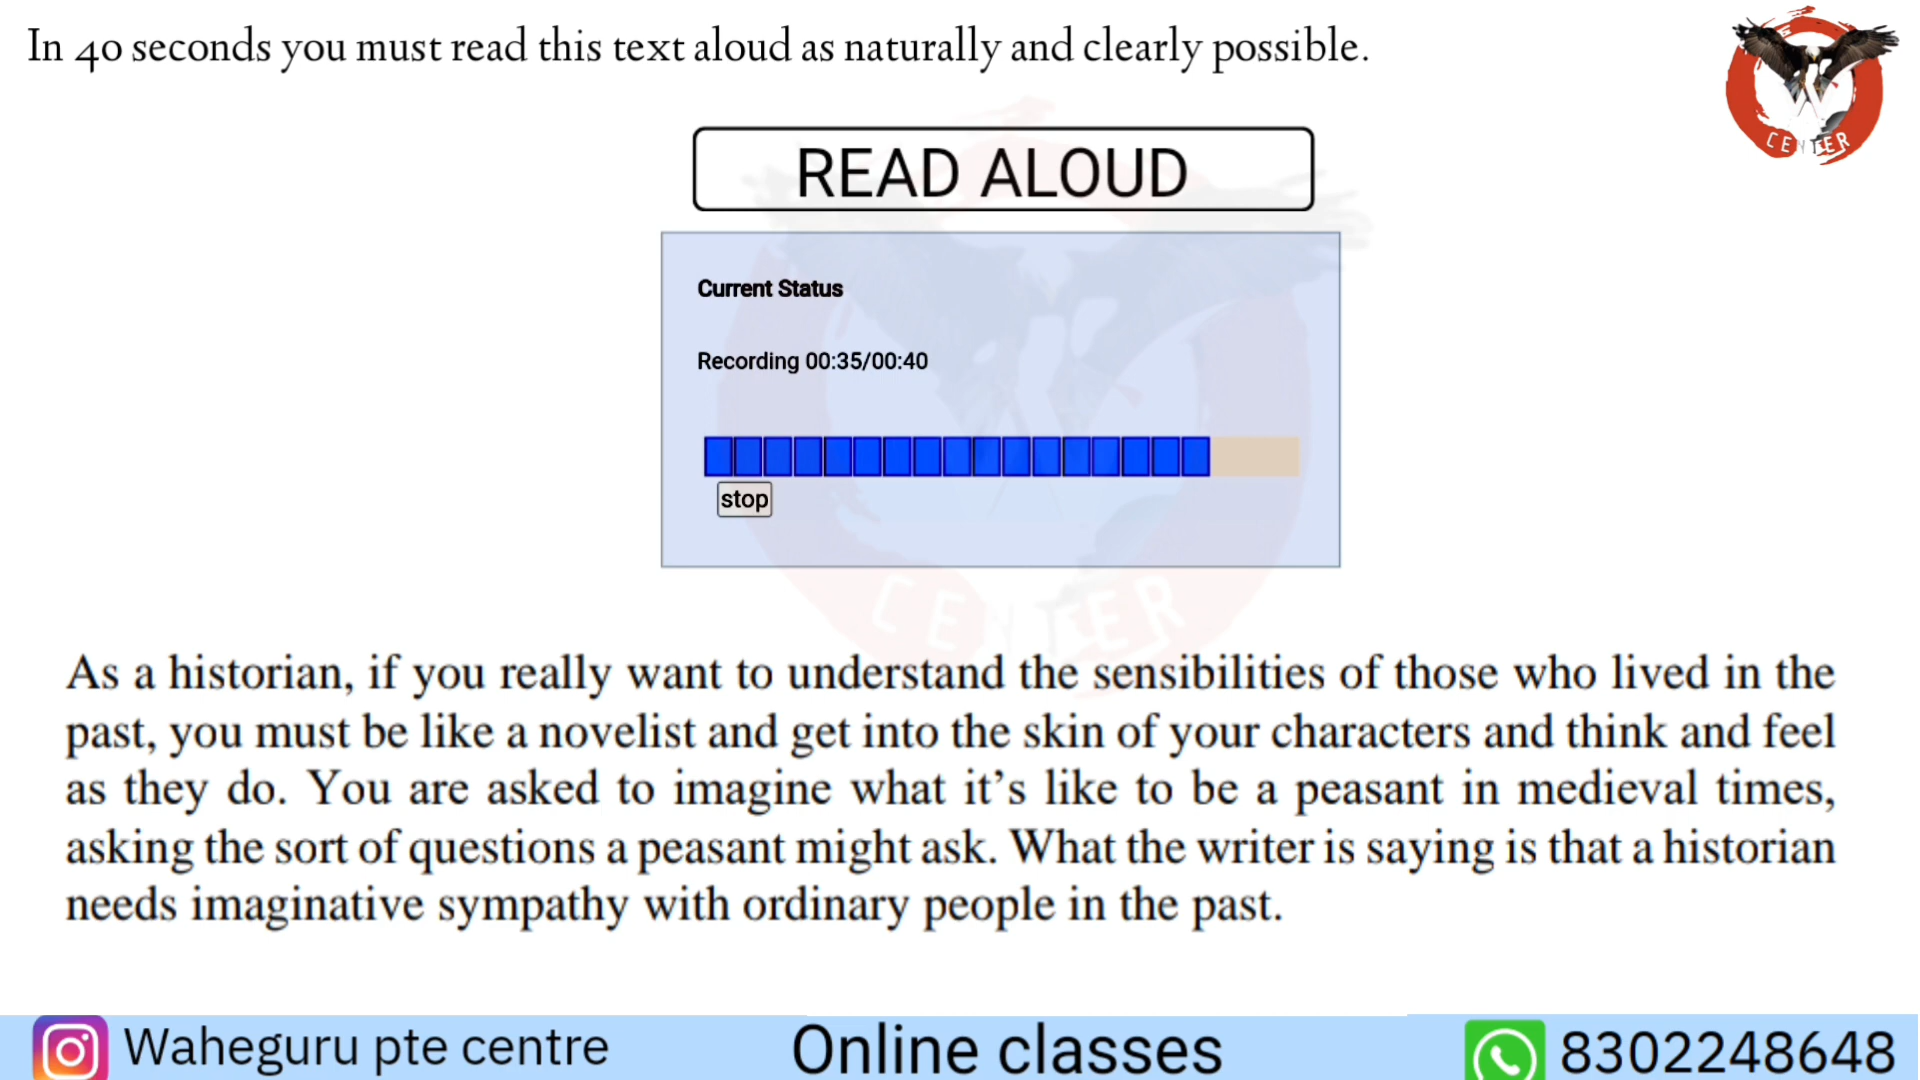 In 40 seconds you must read this text aloud as naturally and clearly possible.
CENTER
READ ALOUD
Current Status
Recording 00:35/00:40
stop
CENTER
As a historian, if you really want to understand the sensibilities of those who lived in the
past, you must be like a novelist and get into the skin of your characters and think and feel
as they do. You are asked to imagine what it’s like to be a peasant in medieval times,
asking the sort of questions a peasant might ask. What the writer is saying is that a historian
needs imaginative sympathy with ordinary people in the past.
Waheguru pte centre
Online classes
8302248648